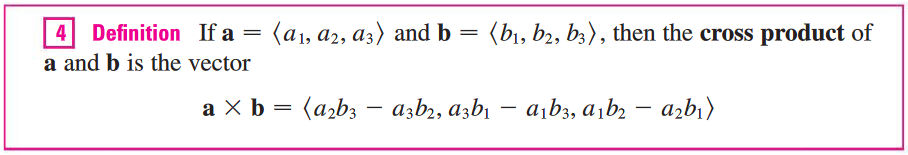 4 Definition If a = ⟨a₁, a₂, a₃⟩ and b = ⟨b₁, b₂, b₃⟩, then the cross product of
a and b is the vector
a × b = ⟨a₂b₃ − a₃b₂, a₃b₁ − a₁b₃, a₁b₂ − a₂b₁⟩